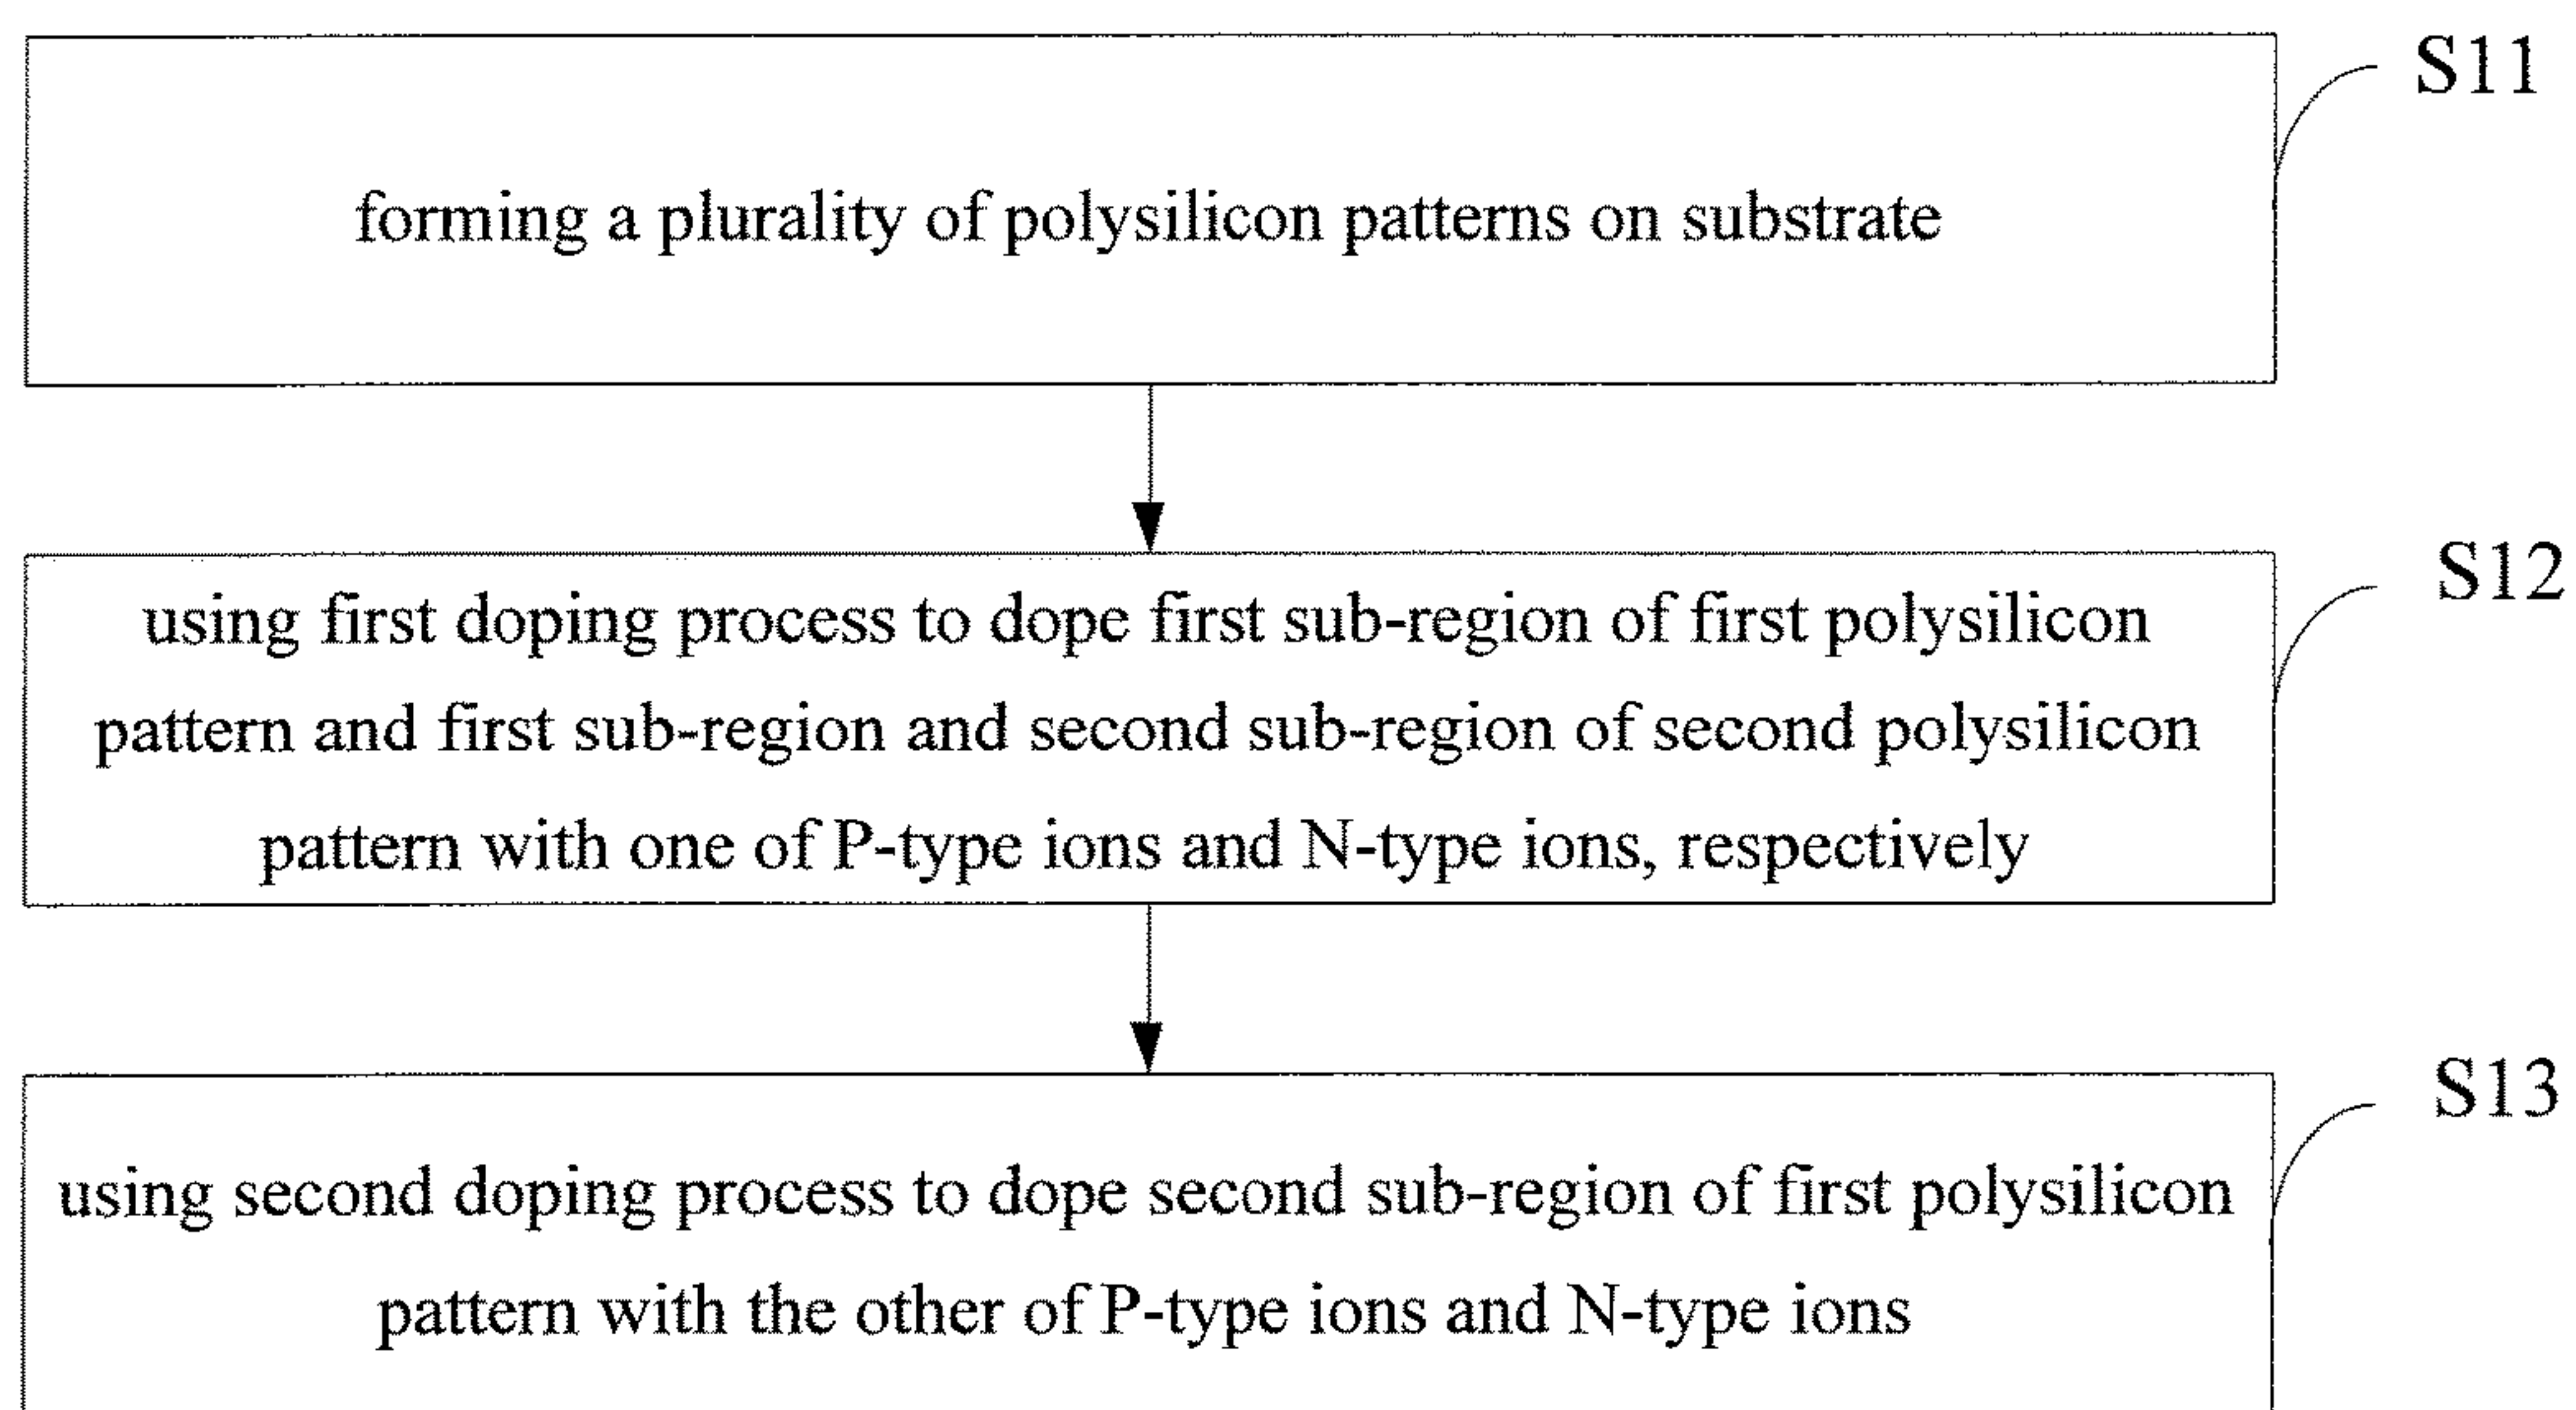 S11
forming a plurality of polysilicon patterns on substrate
S12
using first doping process to dope first sub-region of first polysilicon
pattern and first sub-region and second sub-region of second polysilicon
pattern with one of P-type ions and N-type ions, respectively
S13
using second doping process to dope second sub-region of first polysilicon
pattern with the other of P-type ions and N-type ions